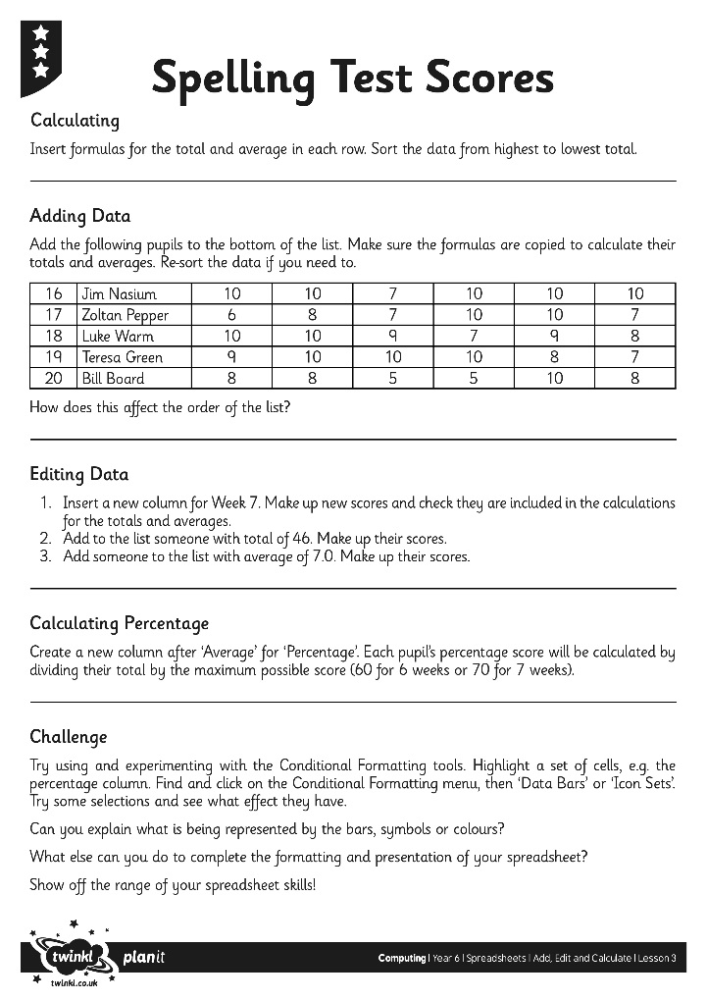 Spelling Test Scores
Calculating
Insert formulas for the total and average in each row. Sort the data from highest to lowest total.
Adding Data
Add the following pupils to the bottom of the list. Make sure the formulas are copied to calculate their
totals and averages. Re-sort the data if you need to.
16 Jim Nasium 10 10 7 10 10 10
17 Zoltan Pepper 6 8 7 10 10 7
18 Luke Warm 10 10 9 7 9 8
19 Teresa Green 9 10 10 10 8 7
20 Bill Board 8 8 5 5 10 8
How does this affect the order of the list?
Editing Data
1. Insert a new column for Week 7. Make up new scores and check they are included in the calculations
for the totals and averages.
2. Add to the list someone with total of 46. Make up their scores.
3. Add someone to the list with average of 7.0. Make up their scores.
Calculating Percentage
Create a new column after ‘Average’ for ‘Percentage’. Each pupil’s percentage score will be calculated by
dividing their total by the maximum possible score (60 for 6 weeks or 70 for 7 weeks).
Challenge
Try using and experimenting with the Conditional Formatting tools. Highlight a set of cells, e.g. the
percentage column. Find and click on the Conditional Formatting menu, then ‘Data Bars’ or ‘Icon Sets’.
Try some selections and see what effect they have.
Can you explain what is being represented by the bars, symbols or colours?
What else can you do to complete the formatting and presentation of your spreadsheet?
Show off the range of your spreadsheet skills!
twinkl planit
Computing | Year 6 | Spreadsheets | Add, Edit and Calculate | Lesson 3
twinkl.co.uk